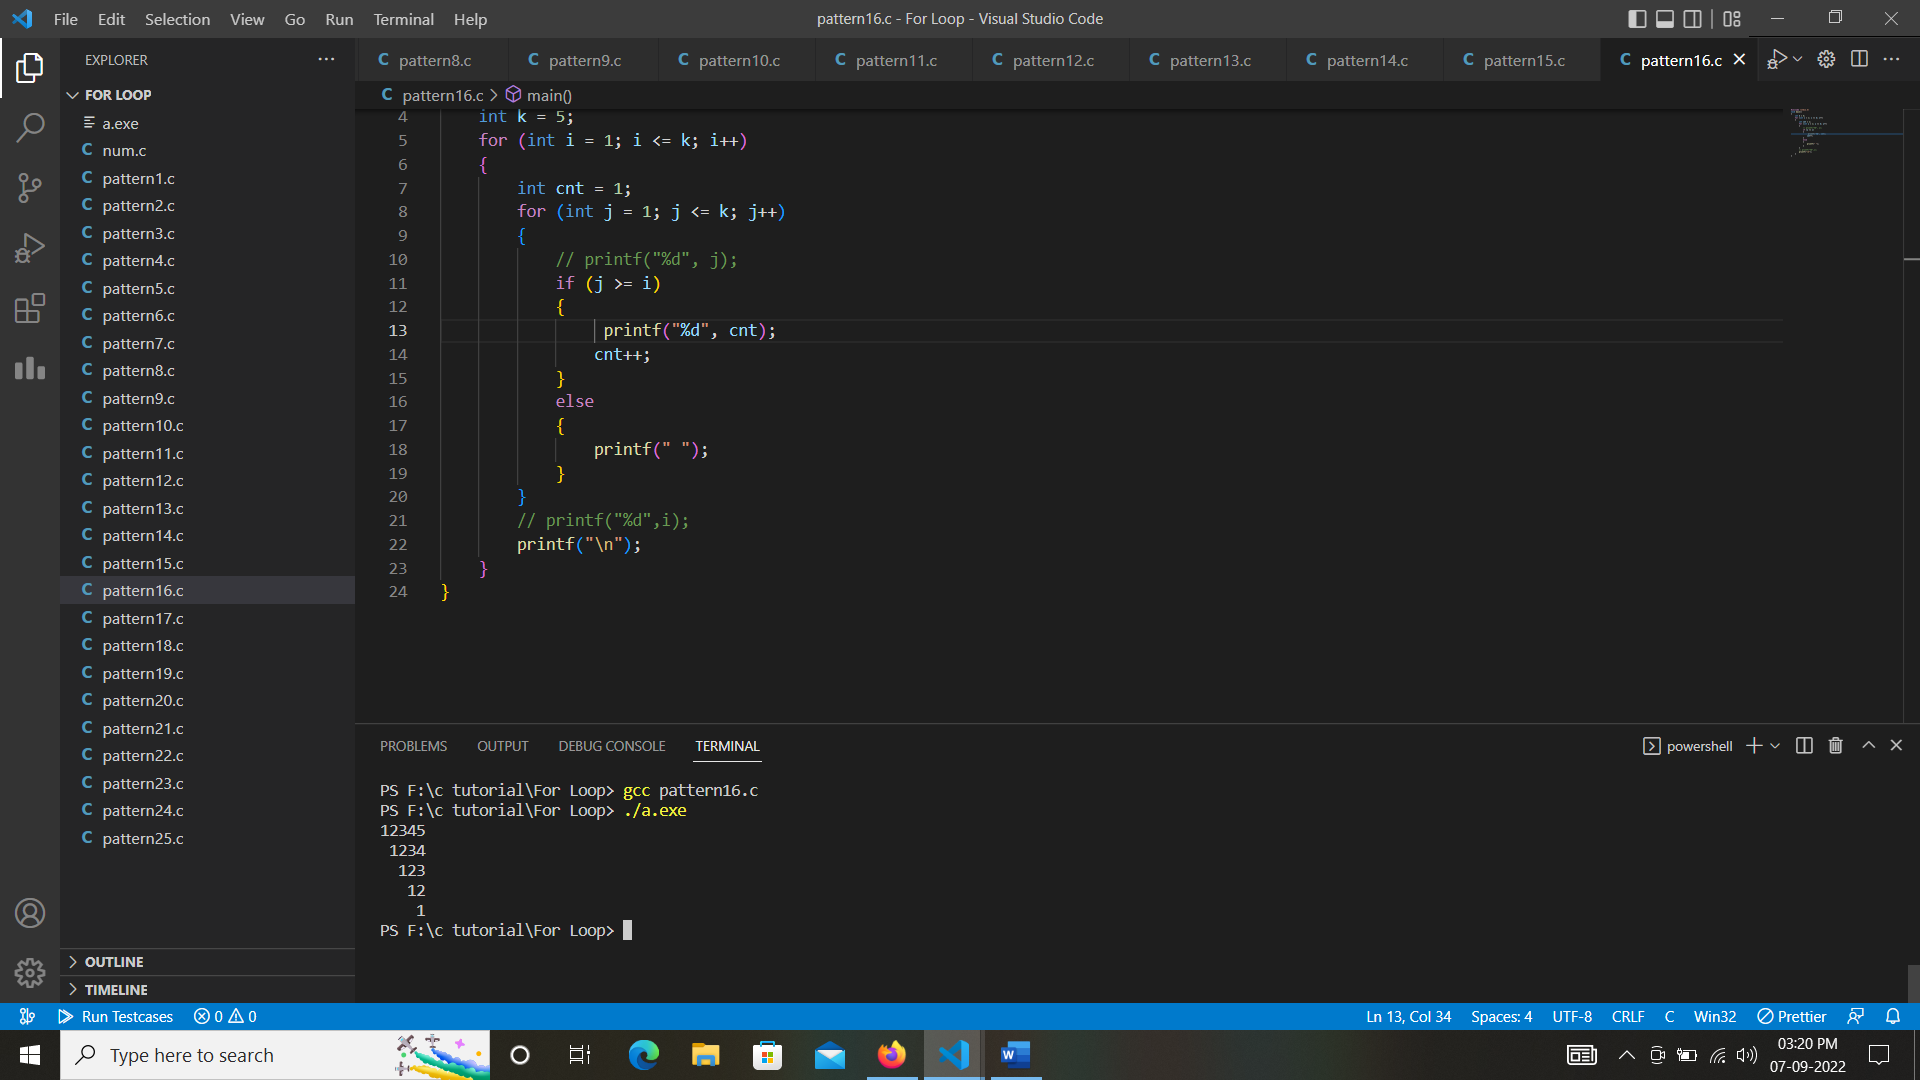 File Edit Selection View Go Run Terminal Help
pattern16.c - For Loop - Visual Studio Code
EXPLORER
FOR LOOP
a.exe
num.c
pattern1.c
pattern2.c
pattern3.c
pattern4.c
pattern5.c
pattern6.c
pattern7.c
pattern8.c
pattern9.c
pattern10.c
pattern11.c
pattern12.c
pattern13.c
pattern14.c
pattern15.c
pattern16.c
pattern17.c
pattern18.c
pattern19.c
pattern20.c
pattern21.c
pattern22.c
pattern23.c
pattern24.c
pattern25.c
OUTLINE
TIMELINE
pattern8.c pattern9.c pattern10.c pattern11.c pattern12.c pattern13.c pattern14.c pattern15.c pattern16.c
pattern16.c > main()
4 int k = 5;
5 for (int i = 1; i <= k; i++)
6 {
7 int cnt = 1;
8 for (int j = 1; j <= k; j++)
9 {
10 // printf("%d", j);
11 if (j >= i)
12 {
13 printf("%d", cnt);
14 cnt++;
15 }
16 else
17 {
18 printf(" ");
19 }
20 }
21 // printf("%d",i);
22 printf("\n");
23 }
24 }
PROBLEMS OUTPUT DEBUG CONSOLE TERMINAL
powershell
PS F:\c tutorial\For Loop> gcc pattern16.c
PS F:\c tutorial\For Loop> ./a.exe
12345
 1234
  123
   12
    1
PS F:\c tutorial\For Loop>
Run Testcases 0 0
Ln 13, Col 34 Spaces: 4 UTF-8 CRLF C Win32 Prettier
Type here to search
03:20 PM
07-09-2022